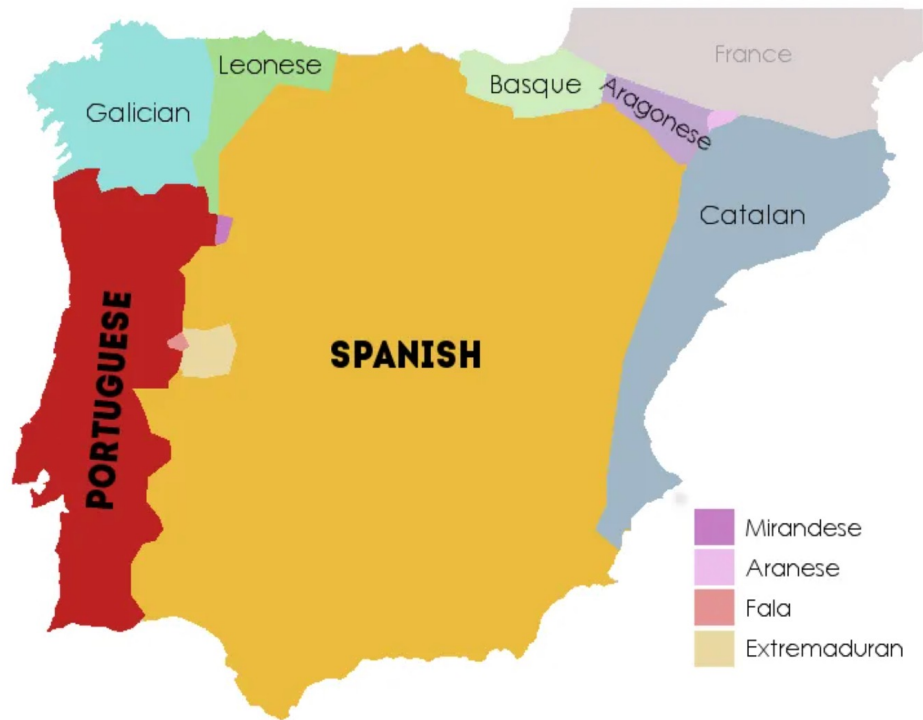 France
Leonese
Basque
Aragonese
Galician
Catalan
PORTUGUESE
SPANISH
Mirandese
Aranese
Fala
Extremaduran